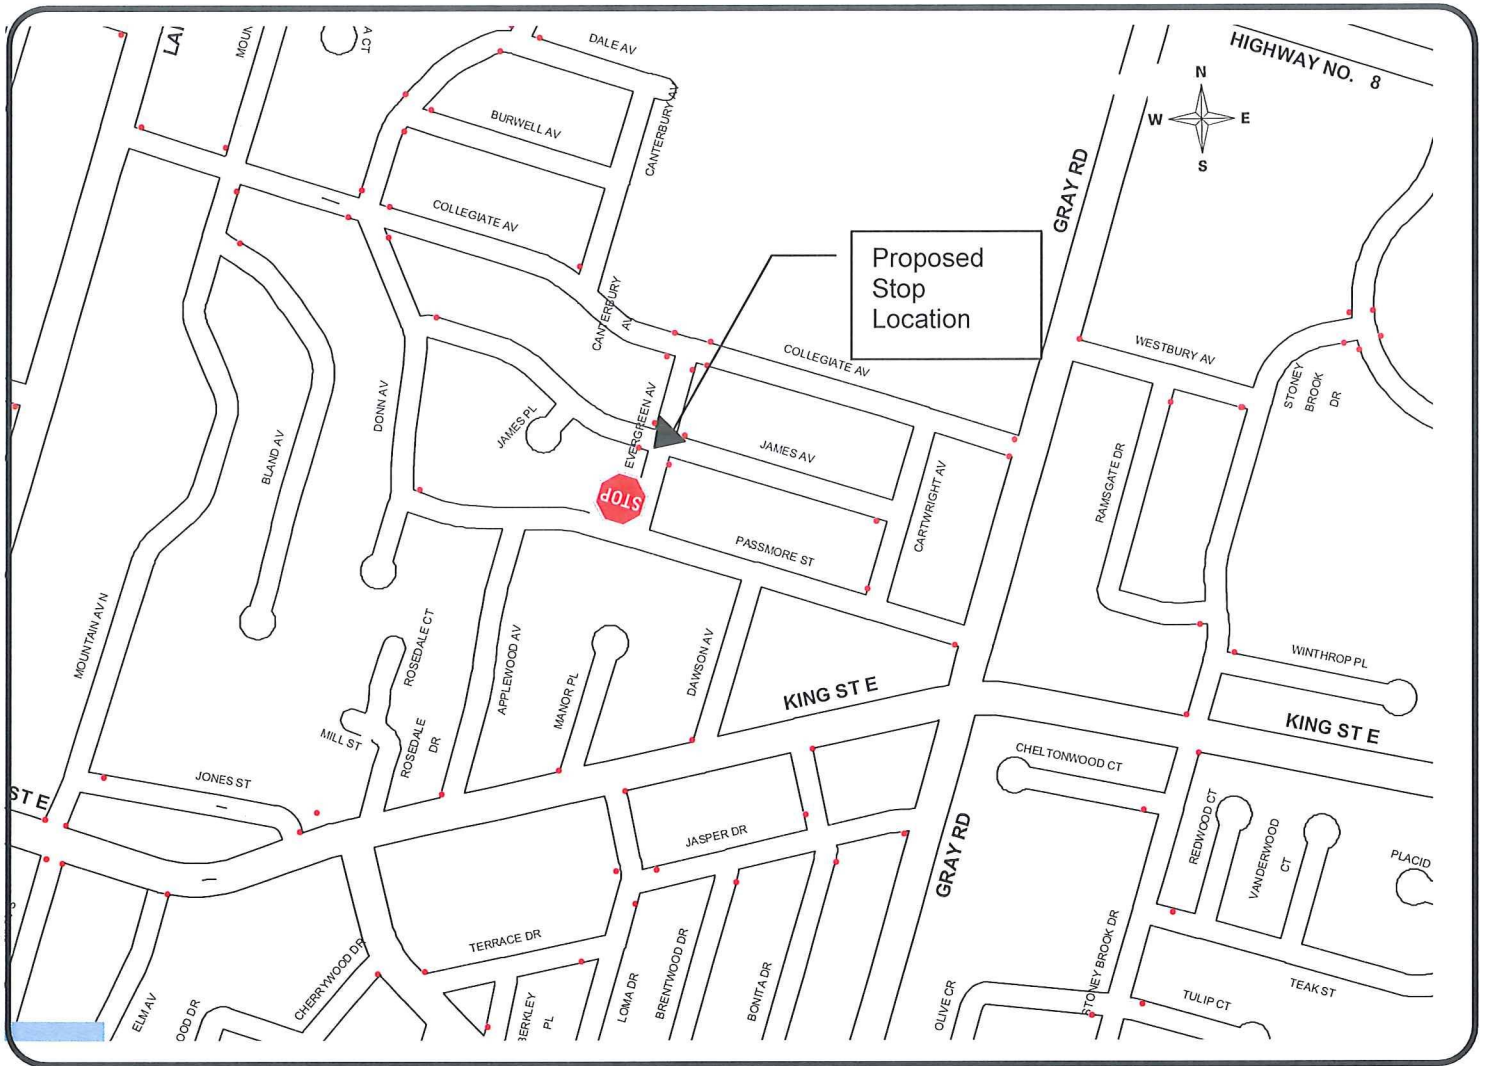 LAI
MOUN
A CT
DALE AV
HIGHWAY NO. 8
BURWELL AV
CANTERBURY AV
N
W
E
S
GRAY RD
COLLEGIATE AV
Proposed
Stop
Location
CANTERBURY
AV
COLLEGIATE AV
WESTBURY AV
STONEY
BROOK
DR
DONN AV
JAMES PL
EVERGREEN AV
JAMES AV
BLAND AV
RAMSGATE DR
CARTWRIGHT AV
STOP
PASSMORE ST
MOUNTAIN AV N
ROSEDALE CT
APPLEWOOD AV
MANOR PL
DAWSON AV
WINTHROP PL
KING ST E
KING ST E
MILL ST
ROSEDALE
DR
CHELTONWOOD CT
JONES ST
ST E
JASPER DR
GRAY RD
REDWOOD CT
VANDERWOOD
CT
PLACID
TERRACE DR
CHERRYWOOD DR
ELM AV
OOD DR
BERKLEY
PL
LOMA DR
BRENTWOOD DR
BONITA DR
OLIVE CR
STONEY BROOK DR
TULIP CT
TEAK ST